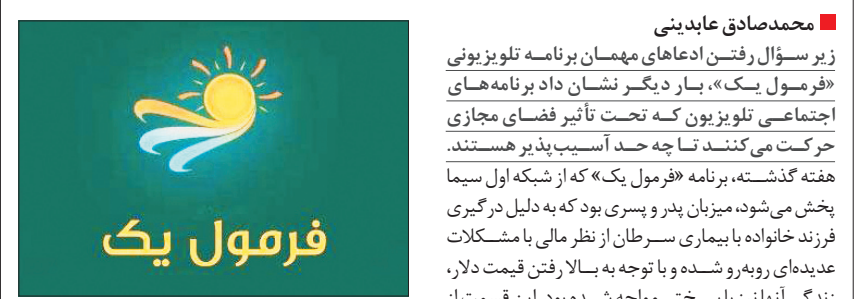 محمدصادق عابدینی
زیر سؤال رفتن ادعاهای مهمان برنامه تلویزیونی
«فرمول یک»، بار دیگر نشان داد برنامه‌های
اجتماعی تلویزیون که تحت تأثیر فضای مجازی
حرکت می‌کنند تا چه حد آسیب‌پذیر هستند.
هفته گذشته، برنامه «فرمول یک» که از شبکه اول سیما
پخش می‌شود، میزبان پدر و پسری بود که به دلیل درگیری
فرزند خانواده با بیماری سرطان از نظر مالی با مشکلات
عدیده‌ای روبه‌رو شده و با توجه به بالا رفتن قیمت دلار،
فرمول یک